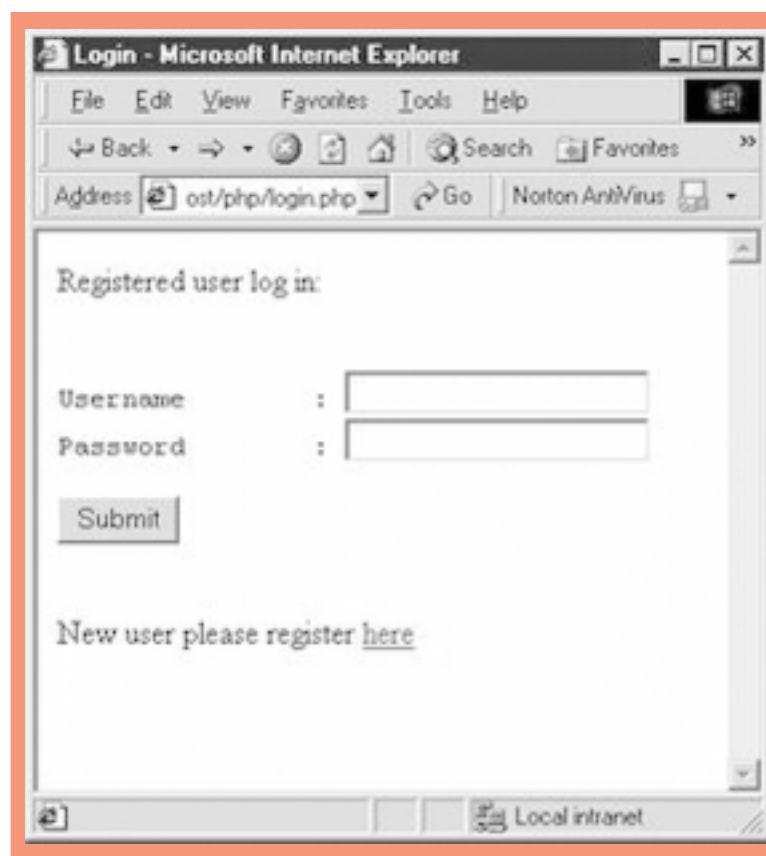 Login - Microsoft Internet Explorer
File Edit View Favorites Tools Help
Back Search Favorites »
Address ost/php/login.php Go Norton AntiVirus
Registered user log in:
Username :
Password :
Submit
New user please register here
Local intranet